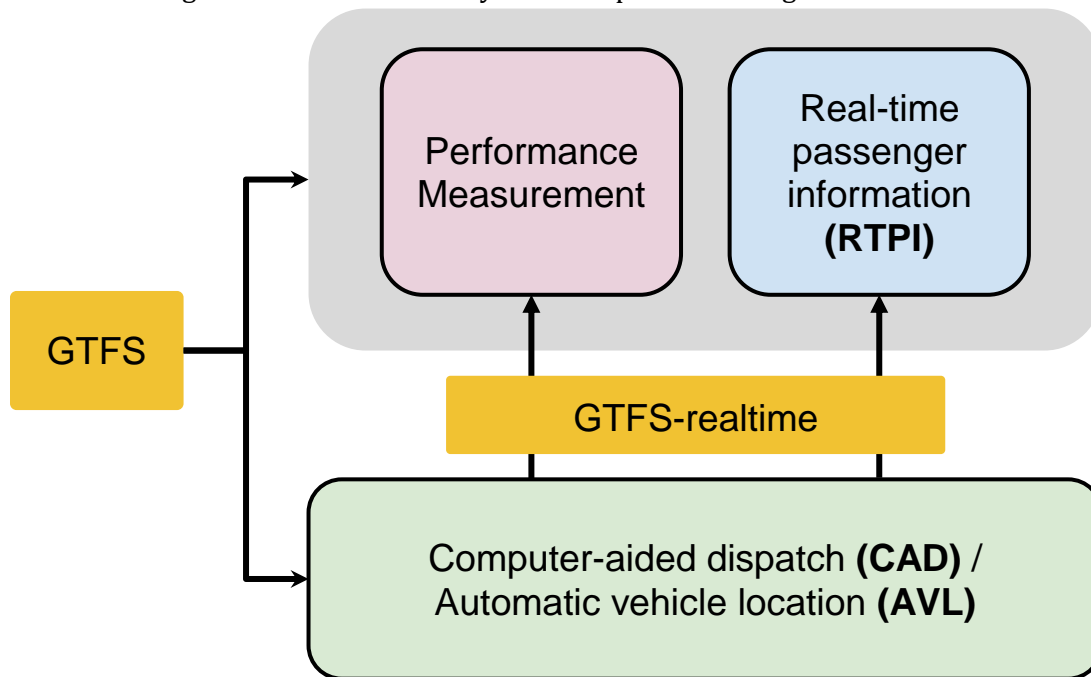 Performance
Measurement
Real-time
passenger
information
(RTPI)
GTFS
GTFS-realtime
Computer-aided dispatch (CAD) /
Automatic vehicle location (AVL)